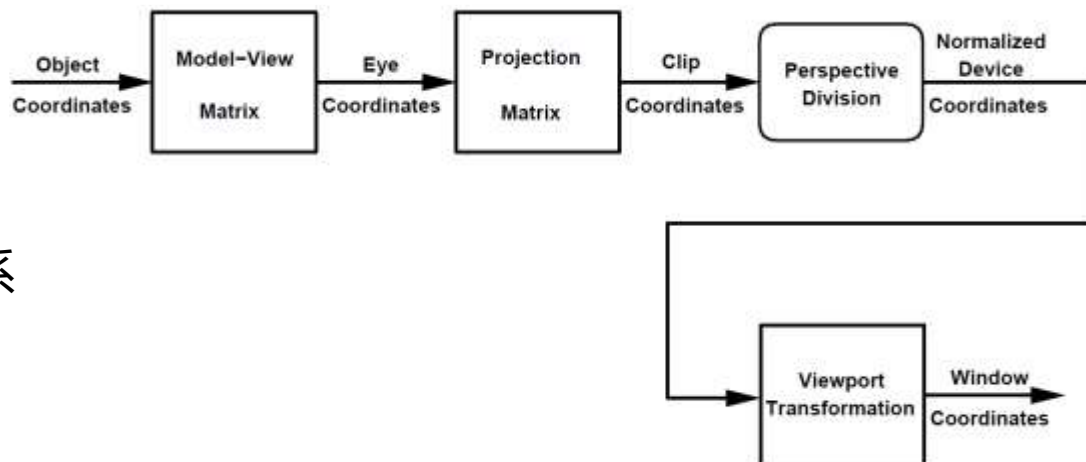 Object
Coordinates
Model-View
Matrix
Eye
Coordinates
Projection
Matrix
Clip
Coordinates
Perspective
Division
Normalized
Device
Coordinates
系
Viewport
Transformation
Window
Coordinates